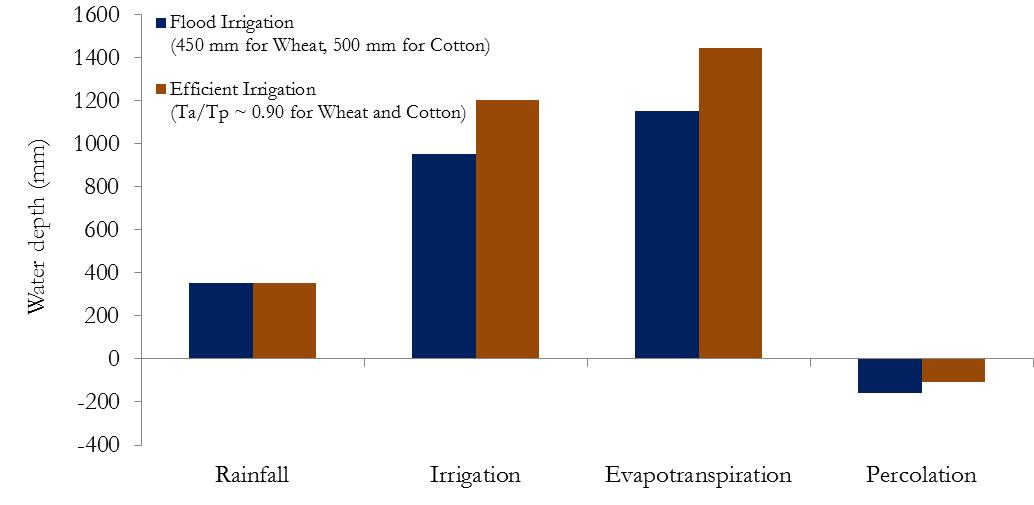 1600
1400
1200
1000
800
600
400
200
0
-200
-400
Water depth (mm)
Flood Irrigation
(450 mm for Wheat, 500 mm for Cotton)
Efficient Irrigation
(Ta/Tp ~ 0.90 for Wheat and Cotton)
Rainfall Irrigation Evapotranspiration Percolation